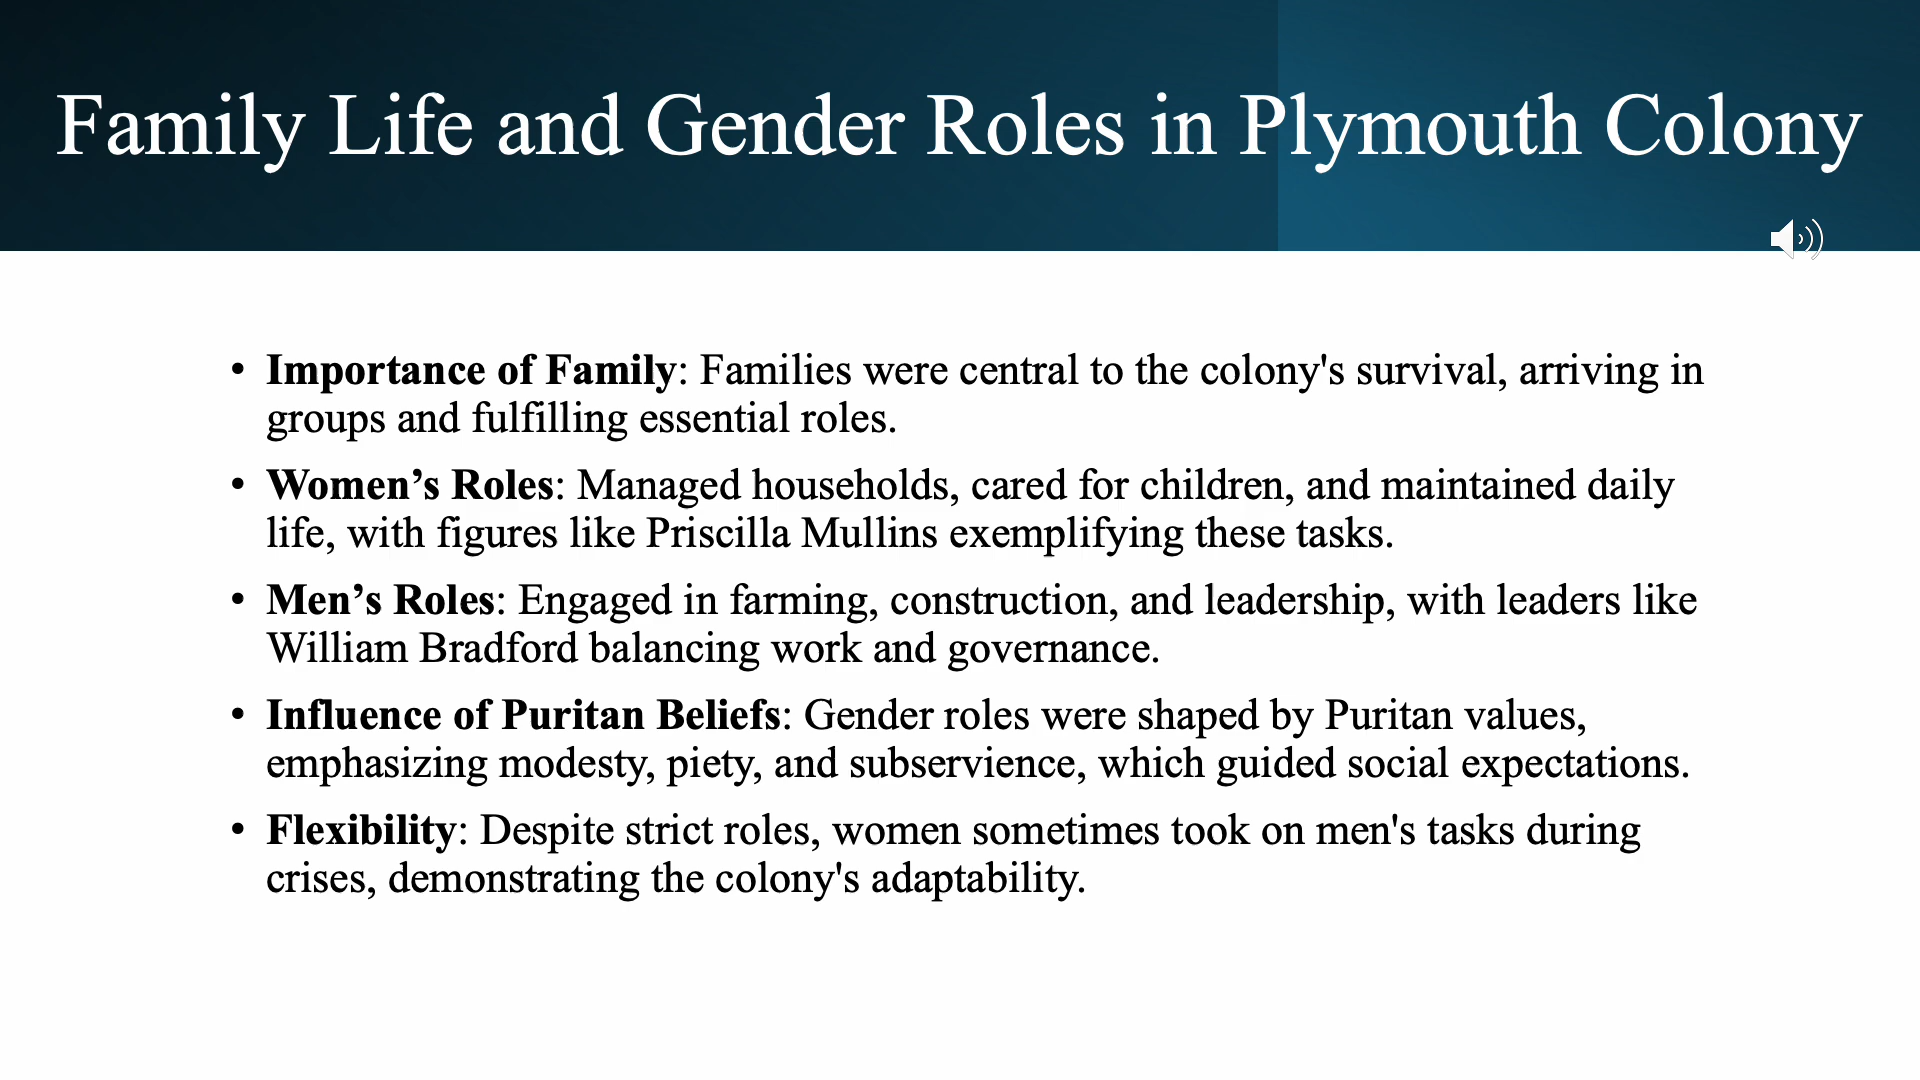 Family Life and Gender Roles in Plymouth Colony
• Importance of Family: Families were central to the colony's survival, arriving in
groups and fulfilling essential roles.
• Women’s Roles: Managed households, cared for children, and maintained daily
life, with figures like Priscilla Mullins exemplifying these tasks.
• Men’s Roles: Engaged in farming, construction, and leadership, with leaders like
William Bradford balancing work and governance.
• Influence of Puritan Beliefs: Gender roles were shaped by Puritan values,
emphasizing modesty, piety, and subservience, which guided social expectations.
• Flexibility: Despite strict roles, women sometimes took on men's tasks during
crises, demonstrating the colony's adaptability.